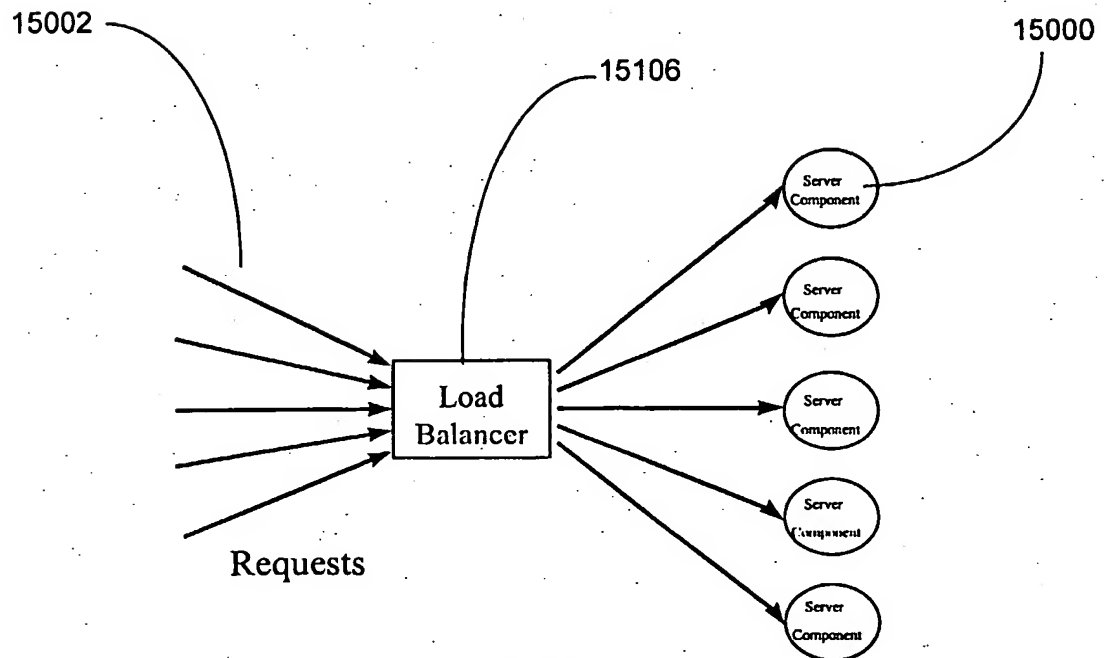 15002
15000
15106
Server
Component
Server
Component
Load
Balancer
Server
Component
Server
Component
Requests
Server
Component